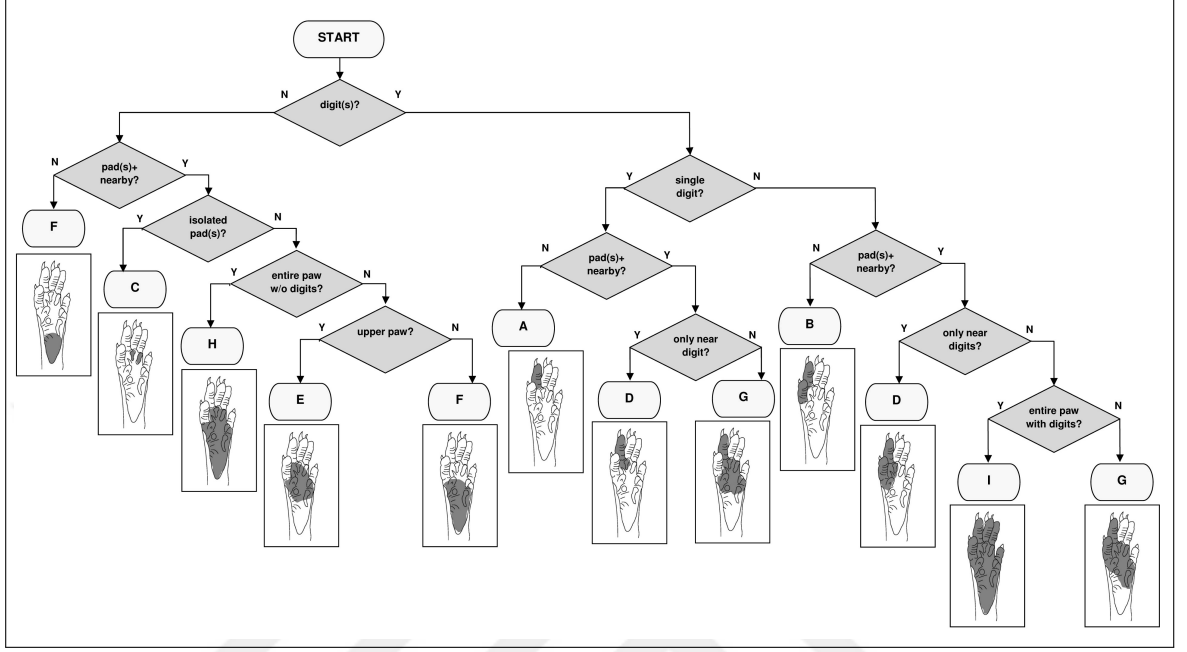 START
digit(s)?
N
Y
pad(s)+
nearby?
N
Y
single
digit?
Y
N
F
isolated
pad(s)?
Y
N
pad(s)+
nearby?
N
Y
pad(s)+
nearby?
N
Y
C
entire paw
w/o digits?
Y
N
A
only near
digit?
Y
N
B
only near
digits?
Y
N
H
upper paw?
Y
N
D
G
D
entire paw
with digits?
Y
N
E
F
I
G